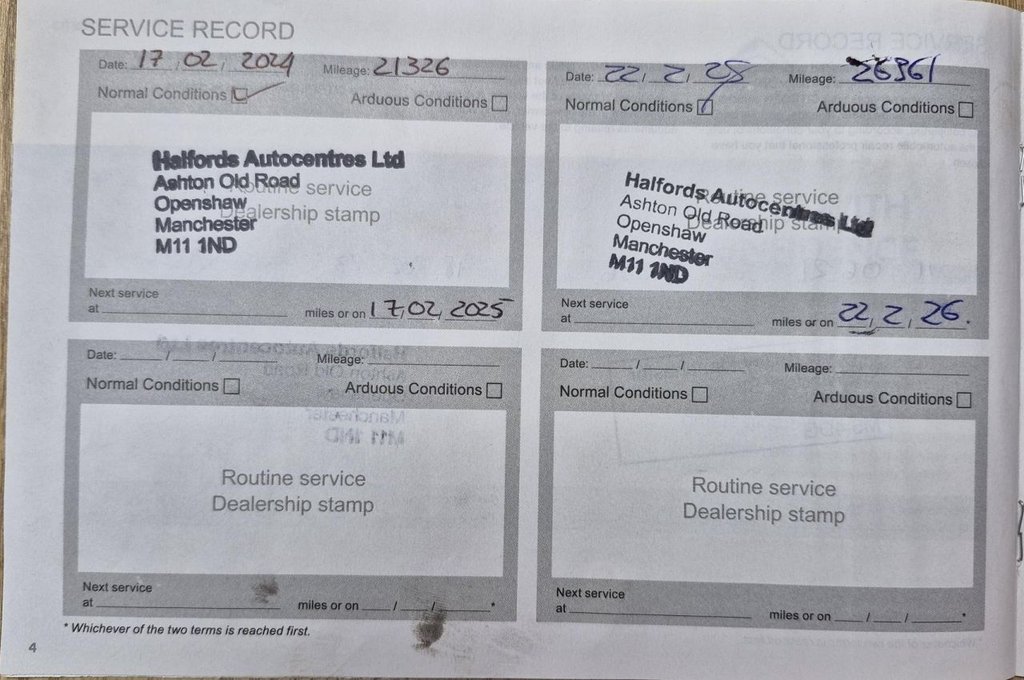 SERVICE RECORD
Date: 17 / 02 / 2024 Mileage: 21326
Normal Conditions Arduous Conditions
Halfords Autocentres Ltd
Ashton Old Road
Routine service
Openshaw
Dealership stamp
Manchester
M11 1ND
Next service
at miles or on 17/02/2025
Date: 22 / 2 / 25 Mileage: 26361
Normal Conditions Arduous Conditions
Routine service
Halfords Autocentres Ltd
Dealership stamp
Ashton Old Road
Openshaw
Manchester
M11 1ND
Next service
at miles or on 22/2/26.
Date: / / Mileage:
Normal Conditions Arduous Conditions
Routine service
Dealership stamp
Next service
at miles or on / / *
Date: / / Mileage:
Normal Conditions Arduous Conditions
Routine service
Dealership stamp
Next service
at miles or on / / *
* Whichever of the two terms is reached first.
4